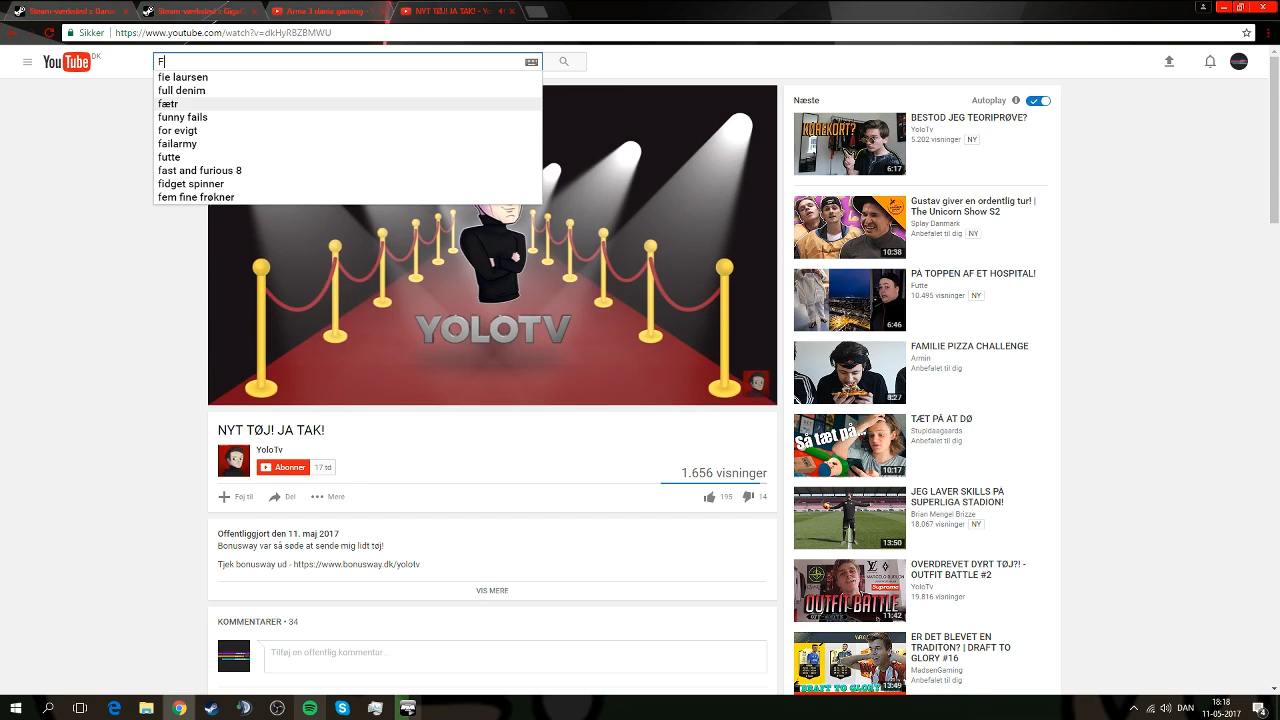 Steam-værksted :: Danis
Steam-værksted :: GigaC
Arma 3 dansk gaming -
NYT TØJ! JA TAK! - Yo
Sikker
https://www.youtube.com/watch?v=dkHyRBZBMWU
YouTube DK
F
fie laursen
full denim
fætr
funny fails
for evigt
failarmy
futte
fast and furious 8
fidget spinner
fem fine frøkner
YOLOTV
NYT TØJ! JA TAK!
YoloTv
Abonner 17 td
1.656 visninger
Føj til Del Mere
195 14
Offentliggjort den 11. maj 2017
Bonusway var så søde at sende mig lidt tøj!
Tjek bonusway ud - https://www.bonusway.dk/yolotv
VIS MERE
KOMMENTARER • 34
Tilføj en offentlig kommentar...
Næste
Autoplay
KØREKORT?
6:17
BESTOD JEG TEORIPRØVE?
YoloTv
5.202 visninger NY
10:38
Gustav giver en ordentlig tur! |
The Unicorn Show S2
Splay Danmark
Anbefalet til dig NY
6:46
PÅ TOPPEN AF ET HOSPITAL!
Futte
10.495 visninger NY
8:27
FAMILIE PIZZA CHALLENGE
Armin
Anbefalet til dig
Så tæt på...
10:17
TÆT PÅ AT DØ
Stupidaagaards
Anbefalet til dig
13:50
JEG LAVER SKILLS PÅ
SUPERLIGA STADION!
Brian Mengel Brizze
18.067 visninger NY
Supreme
OUTFIT BATTLE
11:42
OVERDREVET DYRT TØJ?! -
OUTFIT BATTLE #2
YoloTv
19.816 visninger
DRAFT TO GLORY
13:49
ER DET BLEVET EN
TRADITON? | DRAFT TO
GLORY #16
MadsenGaming
Anbefalet til dig
DAN
18:18
11-05-2017
4